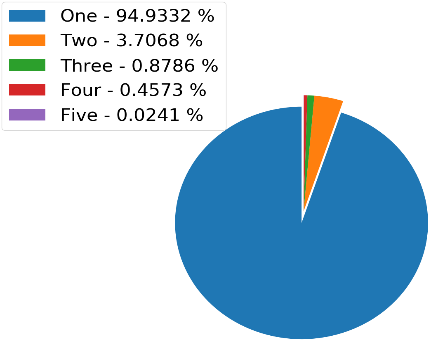 One - 94.9332 %
Two - 3.7068 %
Three - 0.8786 %
Four - 0.4573 %
Five - 0.0241 %